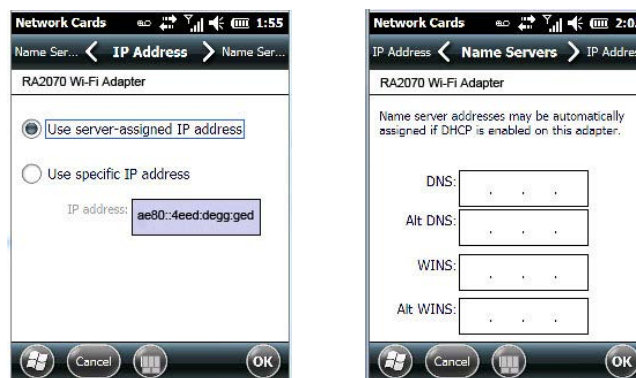 Network Cards 1:55
Name Ser... IP Address Name Ser...
RA2070 Wi-Fi Adapter
Use server-assigned IP address
Use specific IP address
IP address: ae80::4eed:degg:ged
Cancel OK
Network Cards
IP Address Name Servers IP Addre
RA2070 Wi-Fi Adapter
Name server addresses may be automatically
assigned if DHCP is enabled on this adapter.
DNS: . . .
Alt DNS: . . .
WINS: . . .
Alt WINS: . . .
Cancel OK